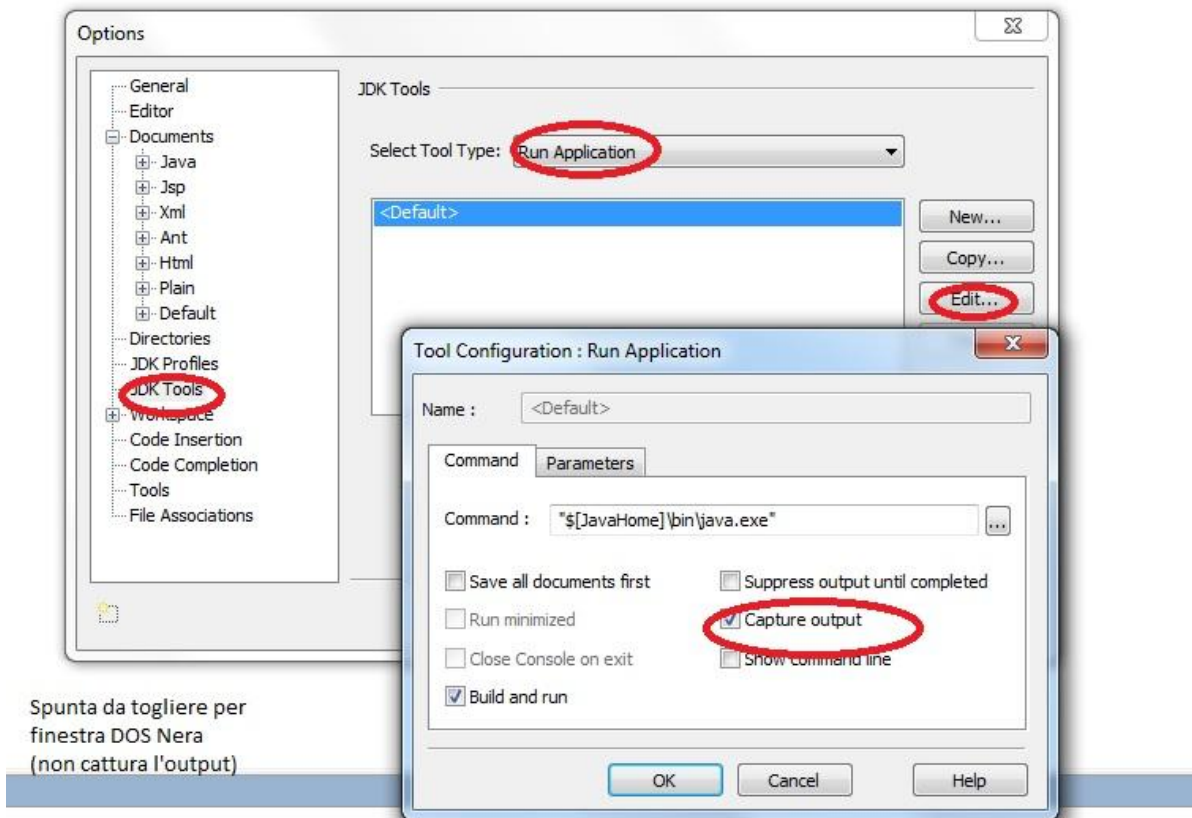 Options
General
Editor
Documents
Java
Jsp
Xml
Ant
Html
Plain
Default
Directories
JDK Profiles
JDK Tools
Workspace
Code Insertion
Code Completion
Tools
File Associations
JDK Tools
Select Tool Type: Run Application
<Default>
New...
Copy...
Edit...
Tool Configuration : Run Application
Name : <Default>
Command Parameters
Command : "$[JavaHome]\bin\java.exe" ...
Save all documents first Suppress output until completed
Run minimized Capture output
Close Console on exit Show command line
Build and run
OK Cancel Help
Spunta da togliere per
finestra DOS Nera
(non cattura l'output)